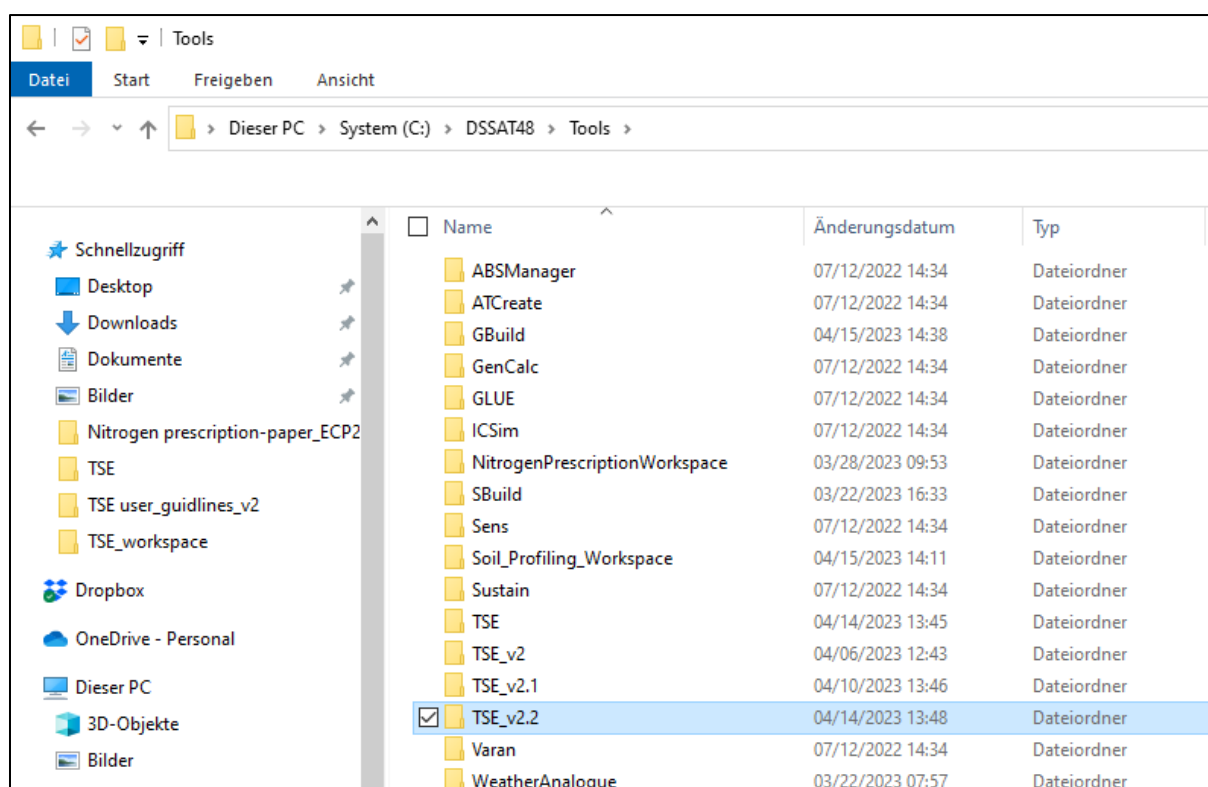 Tools
Datei Start Freigeben Ansicht
Dieser PC > System (C:) > DSSAT48 > Tools >
Name Änderungsdatum Typ
Schnellzugriff
Desktop
Downloads
Dokumente
Bilder
Nitrogen prescription-paper_ECP2
TSE
TSE user_guidlines_v2
TSE_workspace
Dropbox
OneDrive - Personal
Dieser PC
3D-Objekte
Bilder
ABSManager 07/12/2022 14:34 Dateiordner
ATCreate 07/12/2022 14:34 Dateiordner
GBuild 04/15/2023 14:38 Dateiordner
GenCalc 07/12/2022 14:34 Dateiordner
GLUE 07/12/2022 14:34 Dateiordner
ICSim 07/12/2022 14:34 Dateiordner
NitrogenPrescriptionWorkspace 03/28/2023 09:53 Dateiordner
SBuild 03/22/2023 16:33 Dateiordner
Sens 07/12/2022 14:34 Dateiordner
Soil_Profiling_Workspace 04/15/2023 14:11 Dateiordner
Sustain 07/12/2022 14:34 Dateiordner
TSE 04/14/2023 13:45 Dateiordner
TSE_v2 04/06/2023 12:43 Dateiordner
TSE_v2.1 04/10/2023 13:46 Dateiordner
TSE_v2.2 04/14/2023 13:48 Dateiordner
Varan 07/12/2022 14:34 Dateiordner
WeatherAnalogue 03/22/2023 07:57 Dateiordner